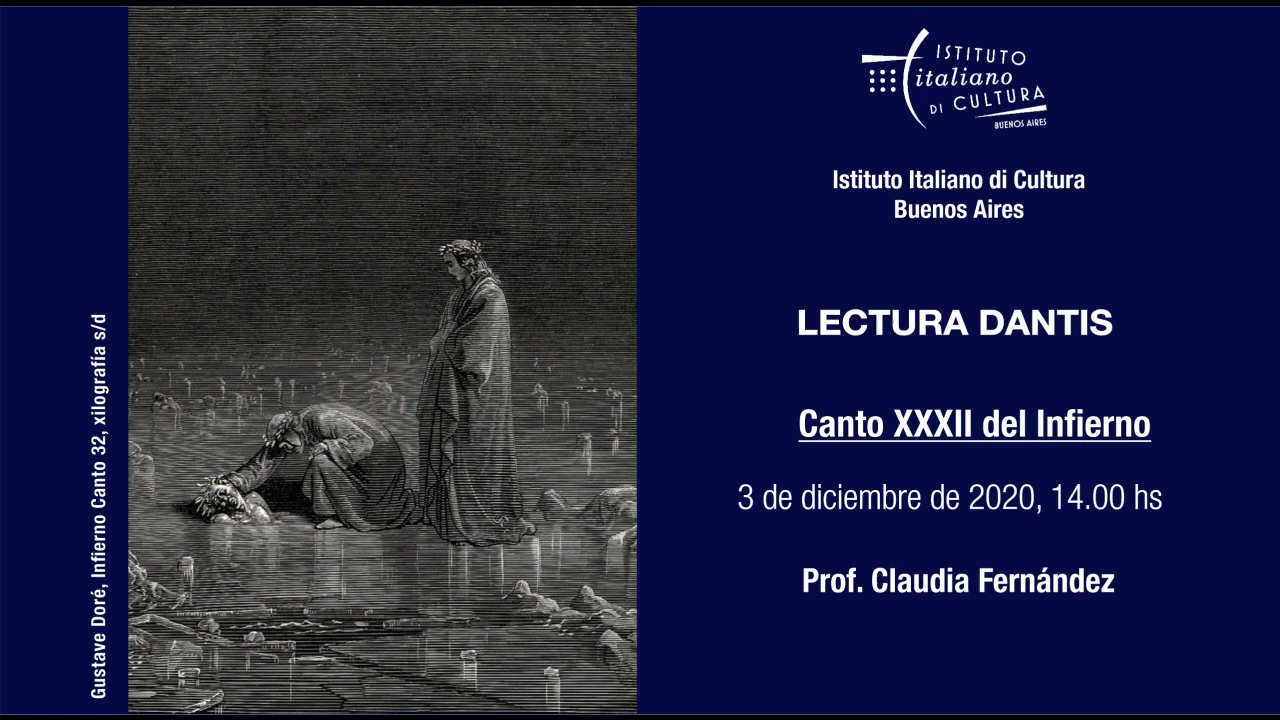 Gustave Doré, Infierno Canto 32, xilografía s/d
ISTITUTO
italiano
DI CULTURA
BUENOS AIRES
Istituto Italiano di Cultura
Buenos Aires
LECTURA DANTIS
Canto XXXII del Infierno
3 de diciembre de 2020, 14.00 hs
Prof. Claudia Fernández